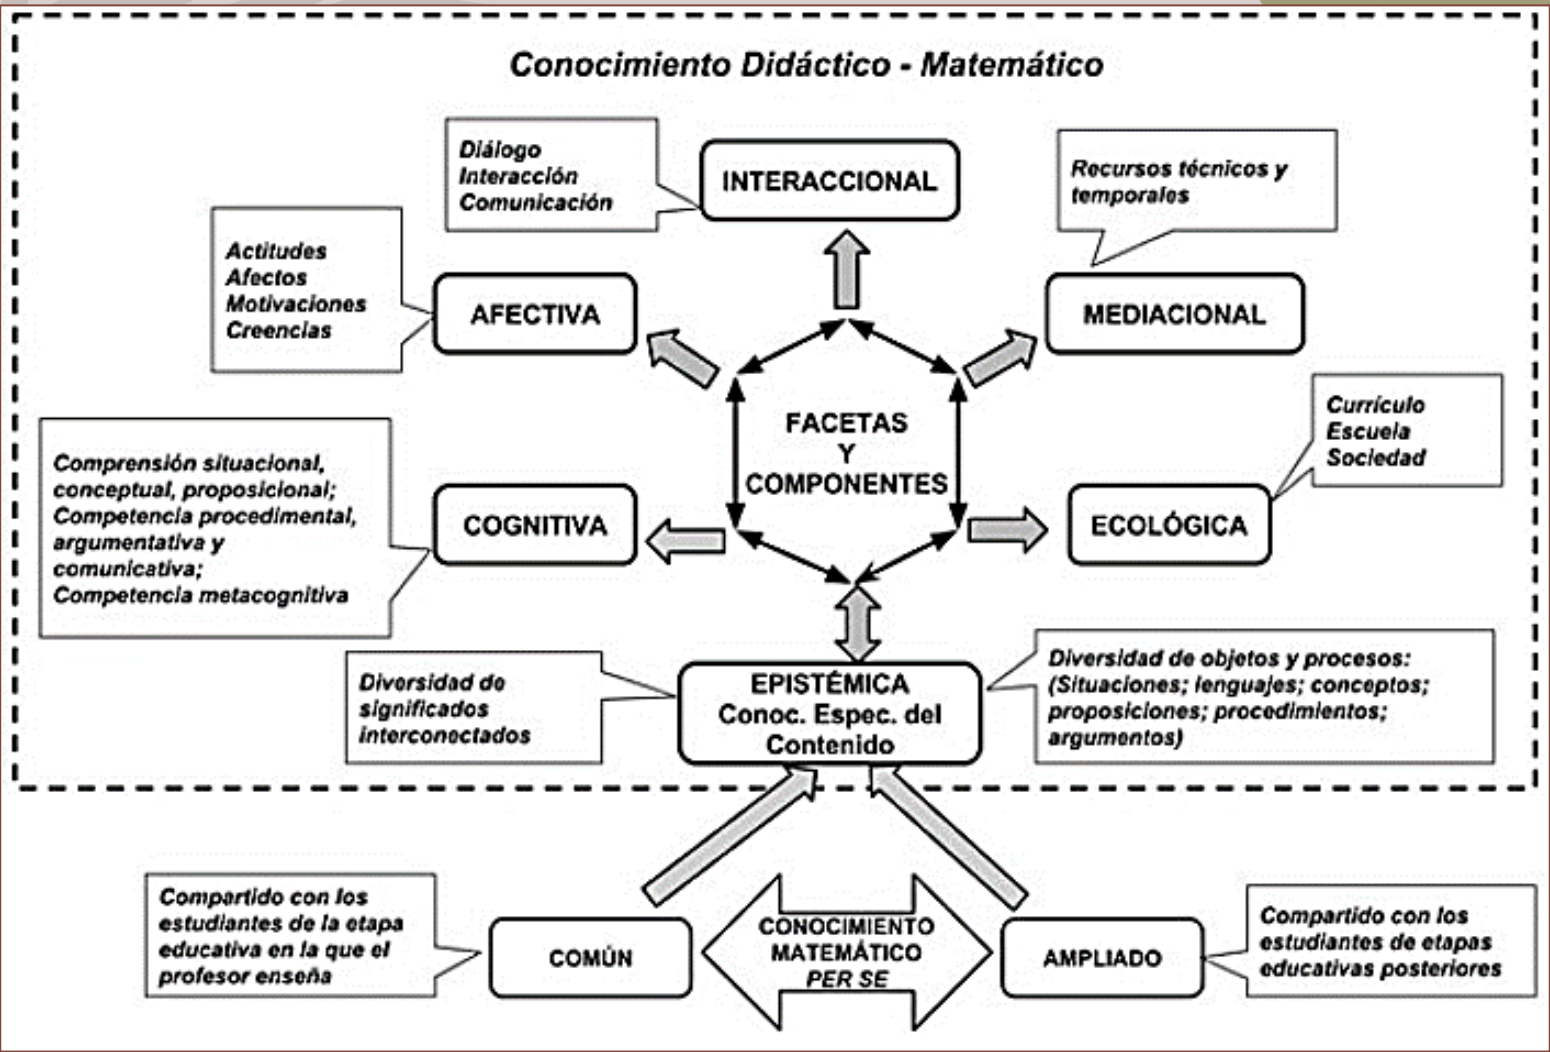 Conocimiento Didáctico - Matemático
Diálogo
Interacción
Comunicación
INTERACCIONAL
Recursos técnicos y
temporales
Actitudes
Afectos
Motivaciones
Creencias
AFECTIVA
MEDIACIONAL
FACETAS
Y
COMPONENTES
Currículo
Escuela
Sociedad
Comprensión situacional,
conceptual, proposicional;
Competencia procedimental,
argumentativa y
comunicativa;
Competencia metacognitiva
COGNITIVA
ECOLÓGICA
Diversidad de
significados
interconectados
EPISTÉMICA
Conoc. Espec. del
Contenido
Diversidad de objetos y procesos:
(Situaciones; lenguajes; conceptos;
proposiciones; procedimientos;
argumentos)
Compartido con los
estudiantes de la etapa
educativa en la que el
profesor enseña
COMÚN
CONOCIMIENTO
MATEMÁTICO
PER SE
AMPLIADO
Compartido con los
estudiantes de etapas
educativas posteriores